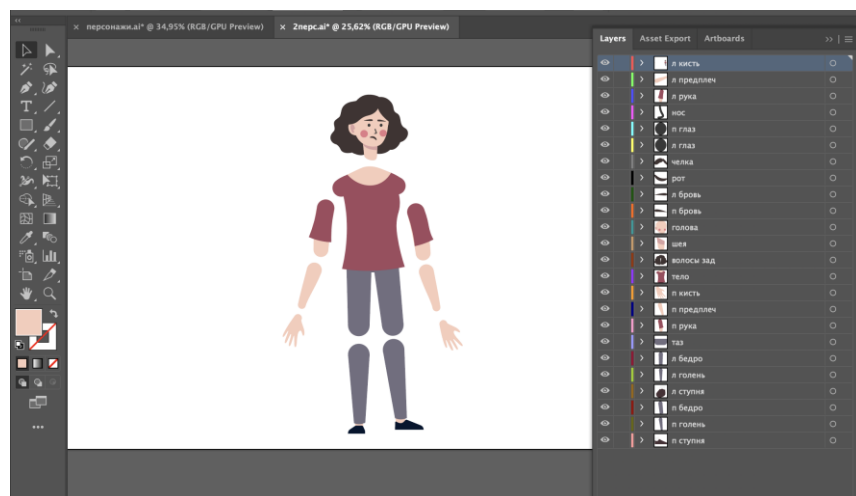 персонажи.ai* @ 34,95% (RGB/GPU Preview)
2перс.ai* @ 25,62% (RGB/GPU Preview)
Layers Asset Export Artboards
л кисть
л предплеч
л рука
нос
п глаз
л глаз
челка
рот
л бровь
п бровь
голова
шея
волосы зад
тело
п кисть
п предплеч
п рука
таз
л бедро
л голень
л ступня
п бедро
п голень
п ступня